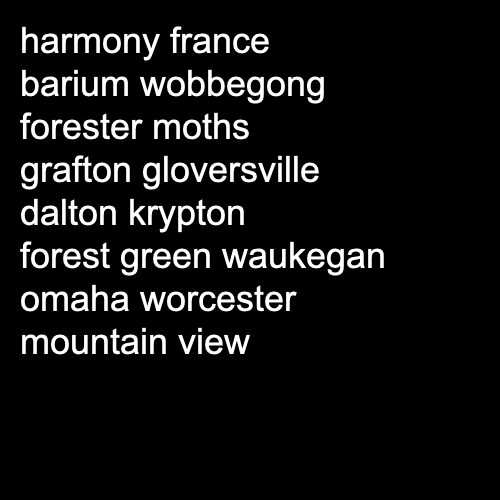 harmony france
barium wobbegong
forester moths
grafton gloversville
dalton krypton
forest green waukegan
omaha worcester
mountain view